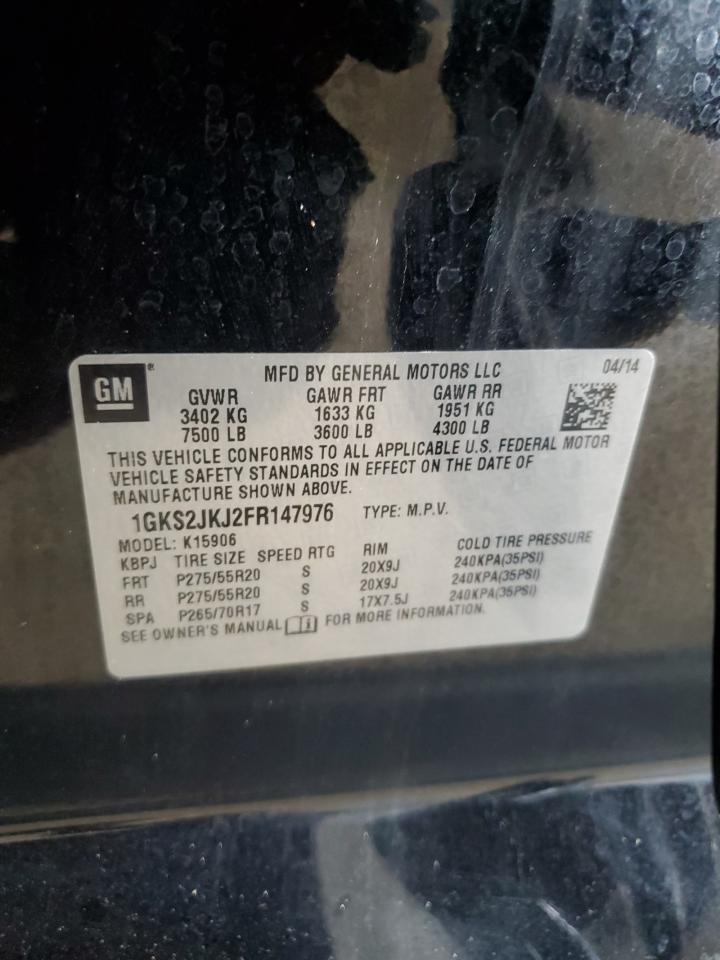 MFD BY GENERAL MOTORS LLC 04/14
GM ®
GVWR GAWR FRT GAWR RR
3402 KG 1633 KG 1951 KG
7500 LB 3600 LB 4300 LB
THIS VEHICLE CONFORMS TO ALL APPLICABLE U.S. FEDERAL MOTOR
VEHICLE SAFETY STANDARDS IN EFFECT ON THE DATE OF
MANUFACTURE SHOWN ABOVE.
1GKS2JKJ2FR147976 TYPE: M.P.V.
MODEL: K15906
KBPJ TIRE SIZE SPEED RTG RIM COLD TIRE PRESSURE
FRT P275/55R20 S 20X9J 240KPA(35PSI)
RR P275/55R20 S 20X9J 240KPA(35PSI)
SPA P265/70R17 S 17X7.5J 240KPA(35PSI)
SEE OWNER'S MANUAL i FOR MORE INFORMATION.